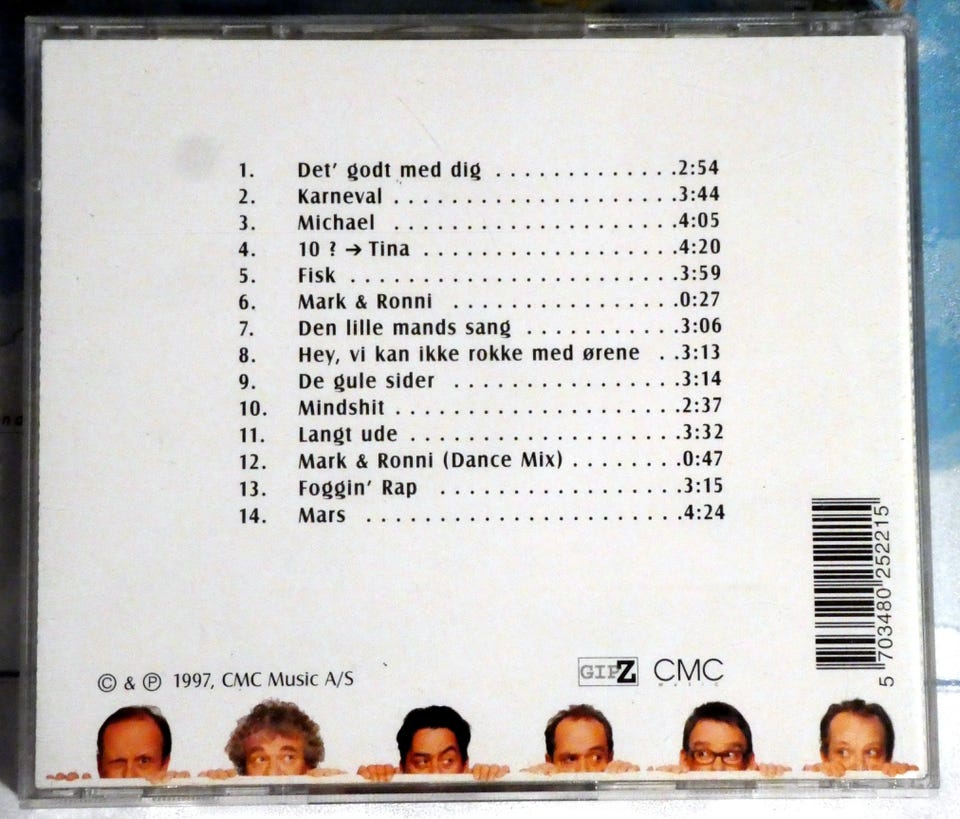 1. Det' godt med dig . . . . . . . . . . . . .2:54
2. Karneval . . . . . . . . . . . . . . . . . . . .3:44
3. Michael . . . . . . . . . . . . . . . . . . . .4:05
4. 10 ? → Tina . . . . . . . . . . . . . . . . . .4:20
5. Fisk . . . . . . . . . . . . . . . . . . . . . . .3:59
6. Mark & Ronni . . . . . . . . . . . . . . . .0:27
7. Den lille mands sang . . . . . . . . . . .3:06
8. Hey, vi kan ikke rokke med ørene . .3:13
9. De gule sider . . . . . . . . . . . . . . . .3:14
10. Mindshit . . . . . . . . . . . . . . . . . . . .2:37
11. Langt ude . . . . . . . . . . . . . . . . . . .3:32
12. Mark & Ronni (Dance Mix) . . . . . . . .0:47
13. Foggin' Rap . . . . . . . . . . . . . . . . .3:15
14. Mars . . . . . . . . . . . . . . . . . . . . . .4:24
5 703480 252215
© & ℗ 1997, CMC Music A/S
GIPZ CMC
MUSIC